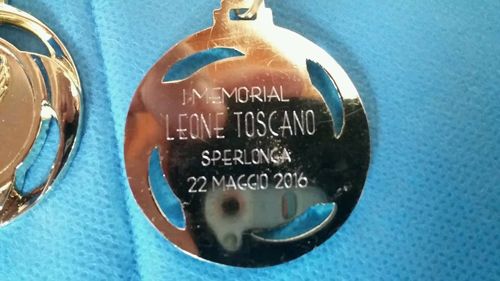 I MEMORIAL
LEONE TOSCANO
SPERLONGA
22 MAGGIO 2016